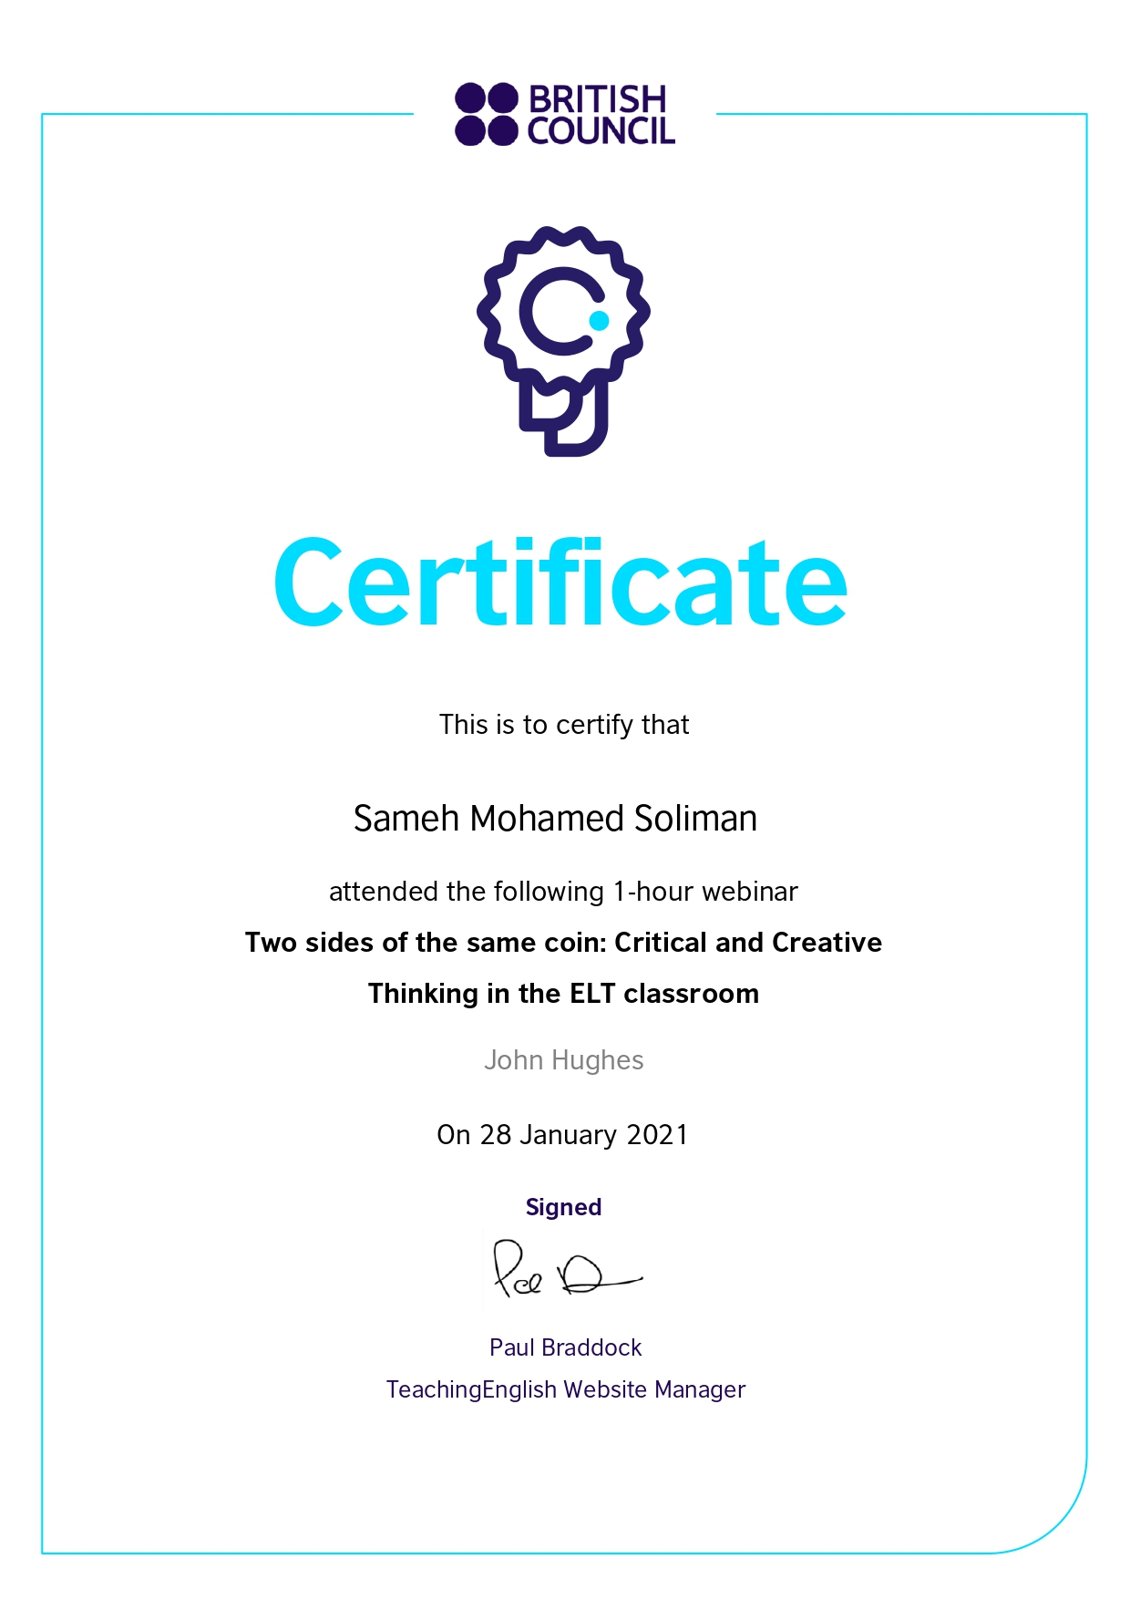 BRITISH
COUNCIL
Certificate
This is to certify that
Sameh Mohamed Soliman
attended the following 1-hour webinar
Two sides of the same coin: Critical and Creative
Thinking in the ELT classroom
John Hughes
On 28 January 2021
Signed
Paul Braddock
TeachingEnglish Website Manager